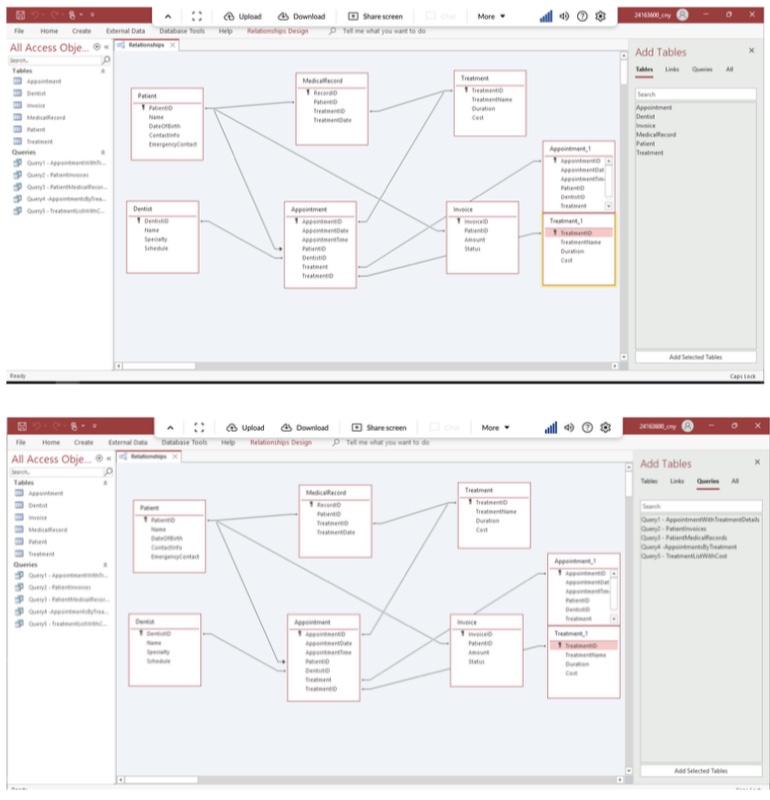 Upload Download Share screen Chat More 24163600_cny
File Home Create External Data Database Tools Help Relationships Design Tell me what you want to do
All Access Obje...
Search...
Tables
Appointment
Dentist
Invoice
MedicalRecord
Patient
Treatment
Queries
Query1 - AppointmentWithTr...
Query2 - PatientInvoices
Query3 - PatientMedicalRecor...
Query4 -AppointmentsByTrea...
Query5 - TreatmentListWithC...
Relationships
Patient
PatientID
Name
DateOfBirth
ContactInfo
EmergencyContact
MedicalRecord
RecordID
PatientID
TreatmentID
TreatmentDate
Treatment
TreatmentID
TreatmentName
Duration
Cost
Dentist
DentistID
Name
Specialty
Schedule
Appointment
AppointmentID
AppointmentDate
AppointmentTime
PatientID
DentistID
Treatment
TreatmentID
Invoice
InvoiceID
PatientID
Amount
Status
Appointment_1
AppointmentID
AppointmentDat
AppointmentTim
PatientID
DentistID
Treatment
Treatment_1
TreatmentID
TreatmentName
Duration
Cost
Add Tables
Tables Links Queries All
Search
Appointment
Dentist
Invoice
MedicalRecord
Patient
Treatment
Add Selected Tables
Ready Caps Lock
Upload Download Share screen Chat More 24163600_cny
File Home Create External Data Database Tools Help Relationships Design Tell me what you want to do
All Access Obje...
Search...
Tables
Appointment
Dentist
Invoice
MedicalRecord
Patient
Treatment
Queries
Query1 - AppointmentWithTr...
Query2 - PatientInvoices
Query3 - PatientMedicalRecor...
Query4 -AppointmentsByTrea...
Query5 - TreatmentListWithC...
Relationships
Patient
PatientID
Name
DateOfBirth
ContactInfo
EmergencyContact
MedicalRecord
RecordID
PatientID
TreatmentID
TreatmentDate
Treatment
TreatmentID
TreatmentName
Duration
Cost
Dentist
DentistID
Name
Specialty
Schedule
Appointment
AppointmentID
AppointmentDate
AppointmentTime
PatientID
DentistID
Treatment
TreatmentID
Invoice
InvoiceID
PatientID
Amount
Status
Appointment_1
AppointmentID
AppointmentDat
AppointmentTim
PatientID
DentistID
Treatment
Treatment_1
TreatmentID
TreatmentName
Duration
Cost
Add Tables
Tables Links Queries All
Search
Query1 - AppointmentWithTreatmentDetails
Query2 - PatientInvoices
Query3 - PatientMedicalRecords
Query4 -AppointmentsByTreatment
Query5 - TreatmentListWithCost
Add Selected Tables